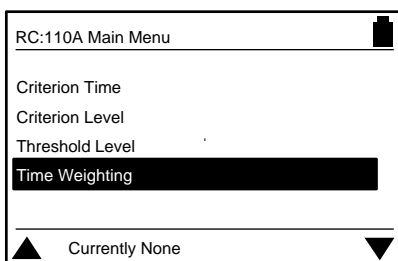 RC:110A Main Menu
Criterion Time
Criterion Level
Threshold Level
Time Weighting
Currently None